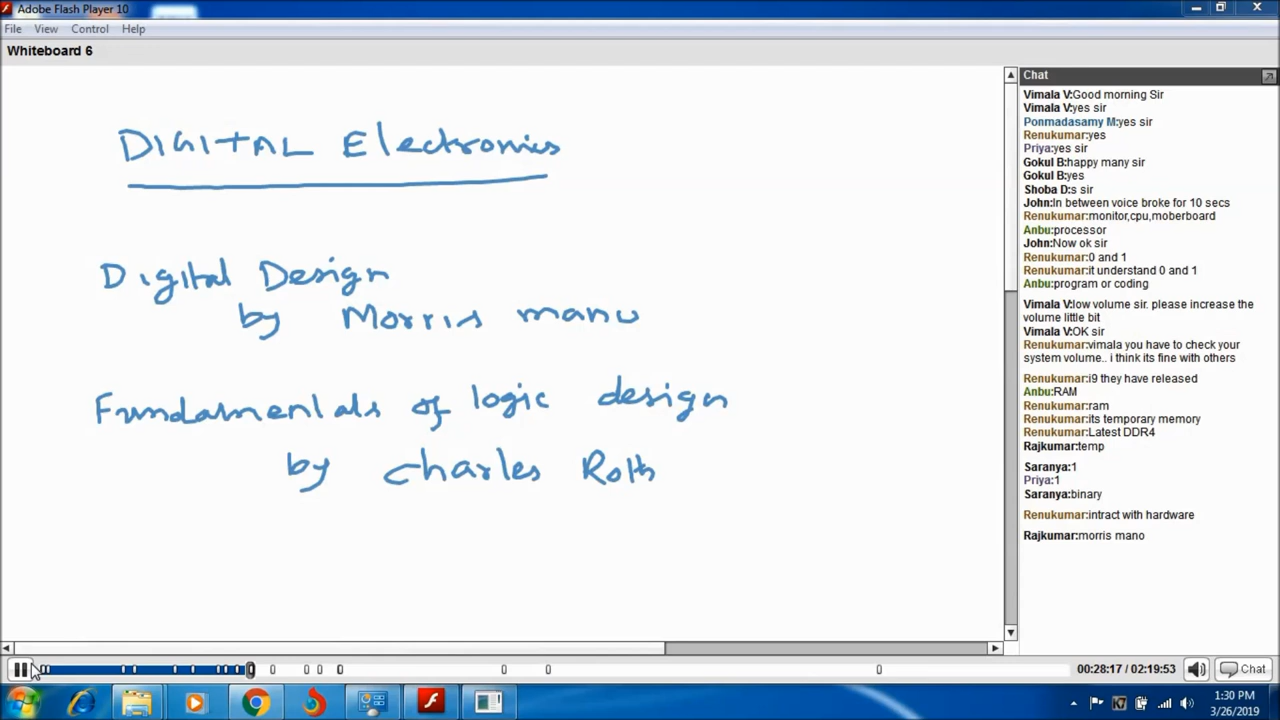 Adobe Flash Player 10
File View Control Help
Whiteboard 6
DIGITAL Electronics
Digital Design
by Morris manu
Fundamentals of logic design
by charles Roth
Chat
Vimala V:Good morning Sir
Vimala V:yes sir
Ponmadasamy M:yes sir
Renukumar:yes
Priya:yes sir
Gokul B:happy many sir
Gokul B:yes
Shoba D:s sir
John:In between voice broke for 10 secs
Renukumar:monitor,cpu,moberboard
Anbu:processor
John:Now ok sir
Renukumar:0 and 1
Renukumar:it understand 0 and 1
Anbu:program or coding
Vimala V:low volume sir. please increase the
volume little bit
Vimala V:OK sir
Renukumar:vimala you have to check your
system volume.. i think its fine with others
Renukumar:i9 they have released
Anbu:RAM
Renukumar:ram
Renukumar:its temporary memory
Renukumar:Latest DDR4
Rajkumar:temp
Saranya:1
Priya:1
Saranya:binary
Renukumar:intract with hardware
Rajkumar:morris mano
00:28:17 / 02:19:53
Chat
1:30 PM
3/26/2019